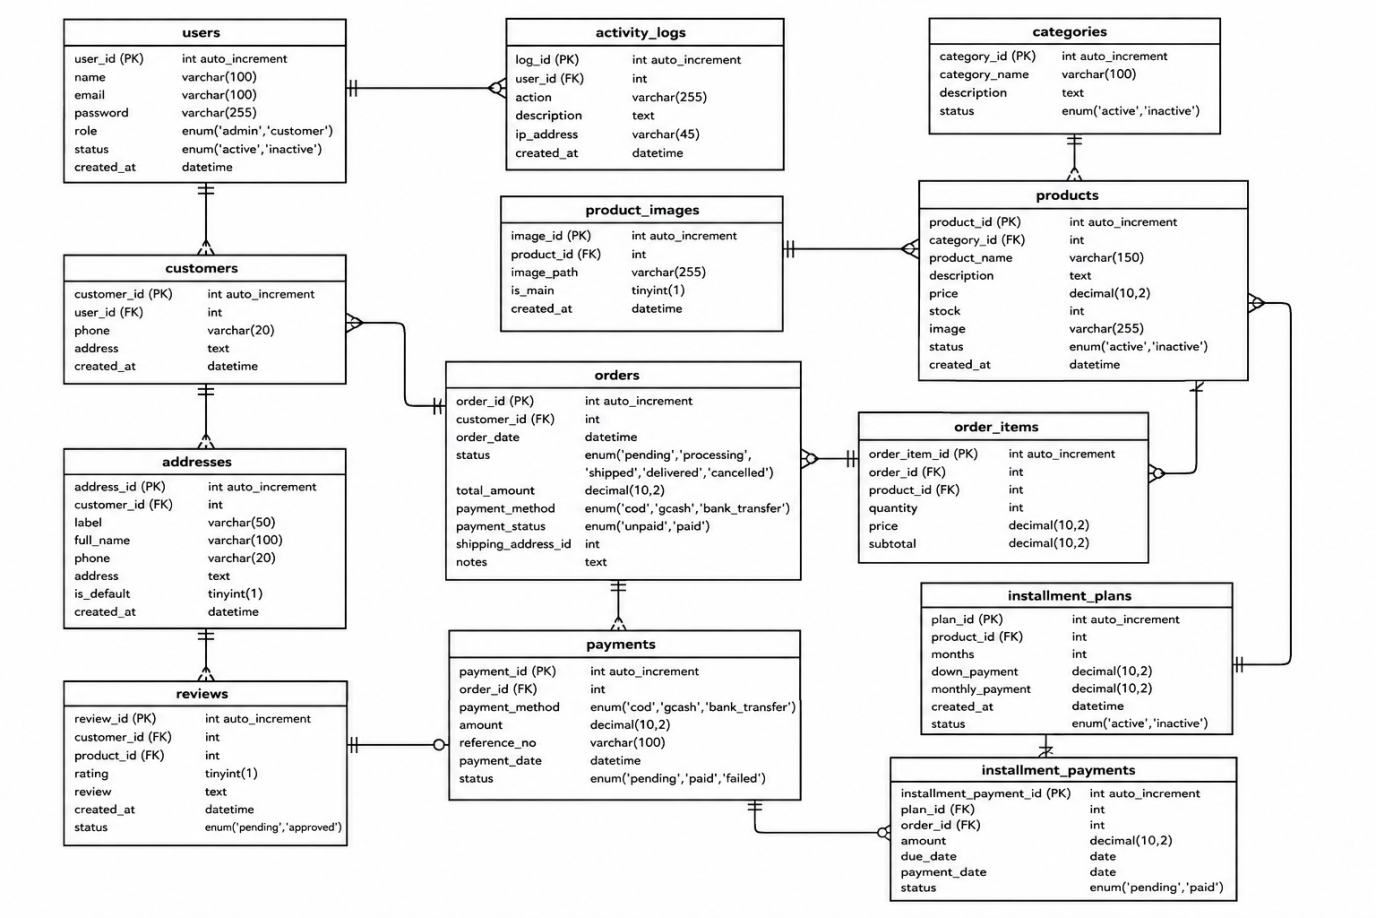 users
user_id (PK) int auto_increment
name varchar(100)
email varchar(100)
password varchar(255)
role enum('admin','customer')
status enum('active','inactive')
created_at datetime
activity_logs
log_id (PK) int auto_increment
user_id (FK) int
action varchar(255)
description text
ip_address varchar(45)
created_at datetime
categories
category_id (PK) int auto_increment
category_name varchar(100)
description text
status enum('active','inactive')
product_images
image_id (PK) int auto_increment
product_id (FK) int
image_path varchar(255)
is_main tinyint(1)
created_at datetime
products
product_id (PK) int auto_increment
category_id (FK) int
product_name varchar(150)
description text
price decimal(10,2)
stock int
image varchar(255)
status enum('active','inactive')
created_at datetime
customers
customer_id (PK) int auto_increment
user_id (FK) int
phone varchar(20)
address text
created_at datetime
orders
order_id (PK) int auto_increment
customer_id (FK) int
order_date datetime
status enum('pending','processing',
'shipped','delivered','cancelled')
total_amount decimal(10,2)
payment_method enum('cod','gcash','bank_transfer')
payment_status enum('unpaid','paid')
shipping_address_id int
notes text
order_items
order_item_id (PK) int auto_increment
order_id (FK) int
product_id (FK) int
quantity int
price decimal(10,2)
subtotal decimal(10,2)
addresses
address_id (PK) int auto_increment
customer_id (FK) int
label varchar(50)
full_name varchar(100)
phone varchar(20)
address text
is_default tinyint(1)
created_at datetime
installment_plans
plan_id (PK) int auto_increment
product_id (FK) int
months int
down_payment decimal(10,2)
monthly_payment decimal(10,2)
created_at datetime
status enum('active','inactive')
payments
payment_id (PK) int auto_increment
order_id (FK) int
payment_method enum('cod','gcash','bank_transfer')
amount decimal(10,2)
reference_no varchar(100)
payment_date datetime
status enum('pending','paid','failed')
reviews
review_id (PK) int auto_increment
customer_id (FK) int
product_id (FK) int
rating tinyint(1)
review text
created_at datetime
status enum('pending','approved')
installment_payments
installment_payment_id (PK) int auto_increment
plan_id (FK) int
order_id (FK) int
amount decimal(10,2)
due_date date
payment_date date
status enum('pending','paid')